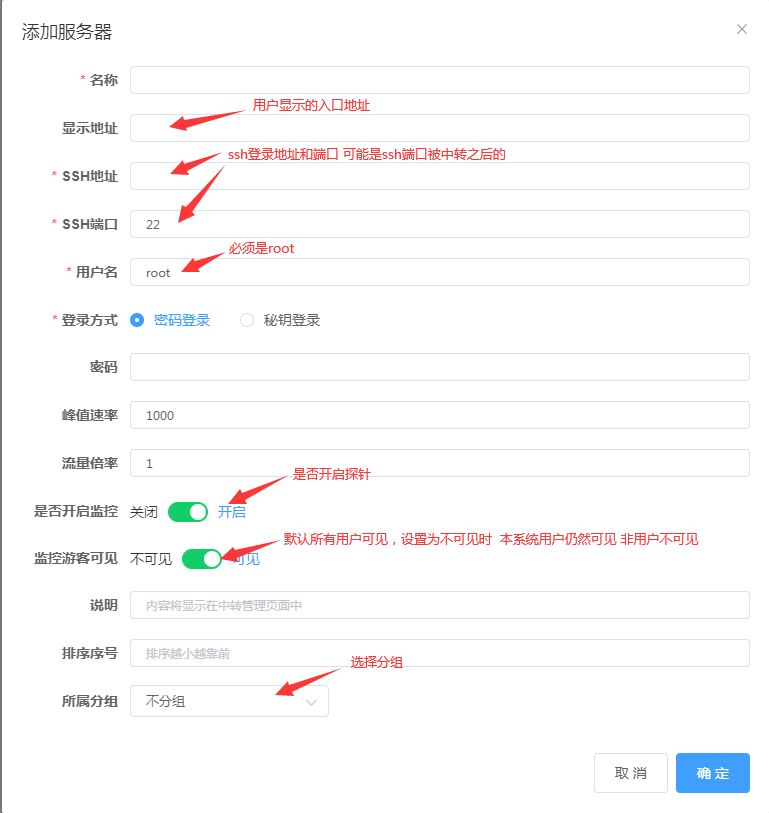 添加服务器
* 名称
用户显示的入口地址
显示地址
ssh登录地址和端口 可能是ssh端口被中转之后的
* SSH地址
* SSH端口 22
必须是root
* 用户名 root
* 登录方式 密码登录 秘钥登录
密码
峰值速率 1000
流量倍率 1
是否开启探针
是否开启监控 关闭 开启
默认所有用户可见，设置为不可见时 本系统用户仍然可见 非用户不可见
监控游客可见 不可见 可见
说明 内容将显示在中转管理页面中
排序序号 排序越小越靠前
选择分组
所属分组 不分组
取 消 确 定